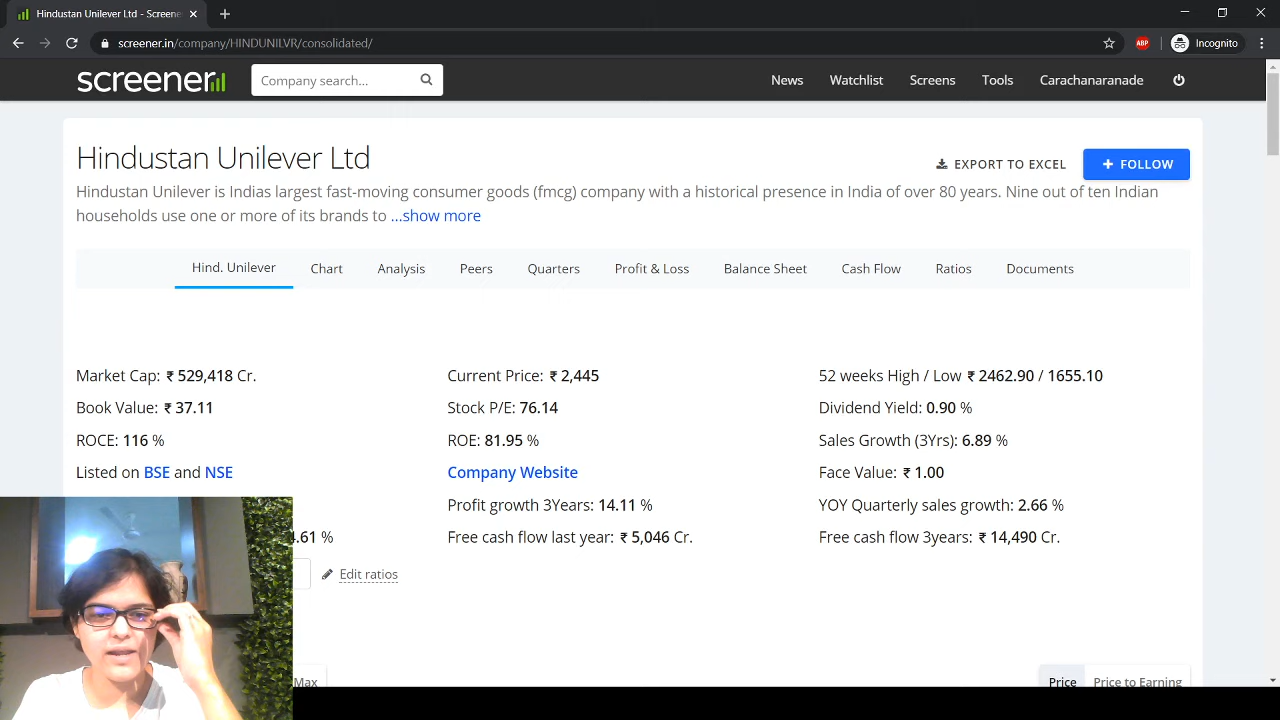 Hindustan Unilever Ltd - Screene
screener.in/company/HINDUNILVR/consolidated/
ABP
Incognito
screener
Company search...
News
Watchlist
Screens
Tools
Carachanaranade
Hindustan Unilever Ltd
EXPORT TO EXCEL
+ FOLLOW
Hindustan Unilever is Indias largest fast-moving consumer goods (fmcg) company with a historical presence in India of over 80 years. Nine out of ten Indian
households use one or more of its brands to ...show more
Hind. Unilever
Chart
Analysis
Peers
Quarters
Profit & Loss
Balance Sheet
Cash Flow
Ratios
Documents
Market Cap: ₹ 529,418 Cr.
Current Price: ₹ 2,445
52 weeks High / Low ₹ 2462.90 / 1655.10
Book Value: ₹ 37.11
Stock P/E: 76.14
Dividend Yield: 0.90 %
ROCE: 116 %
ROE: 81.95 %
Sales Growth (3Yrs): 6.89 %
Listed on BSE and NSE
Company Website
Face Value: ₹ 1.00
Profit growth 3Years: 14.11 %
YOY Quarterly sales growth: 2.66 %
.61 %
Free cash flow last year: ₹ 5,046 Cr.
Free cash flow 3years: ₹ 14,490 Cr.
Edit ratios
Max
Price
Price to Earning